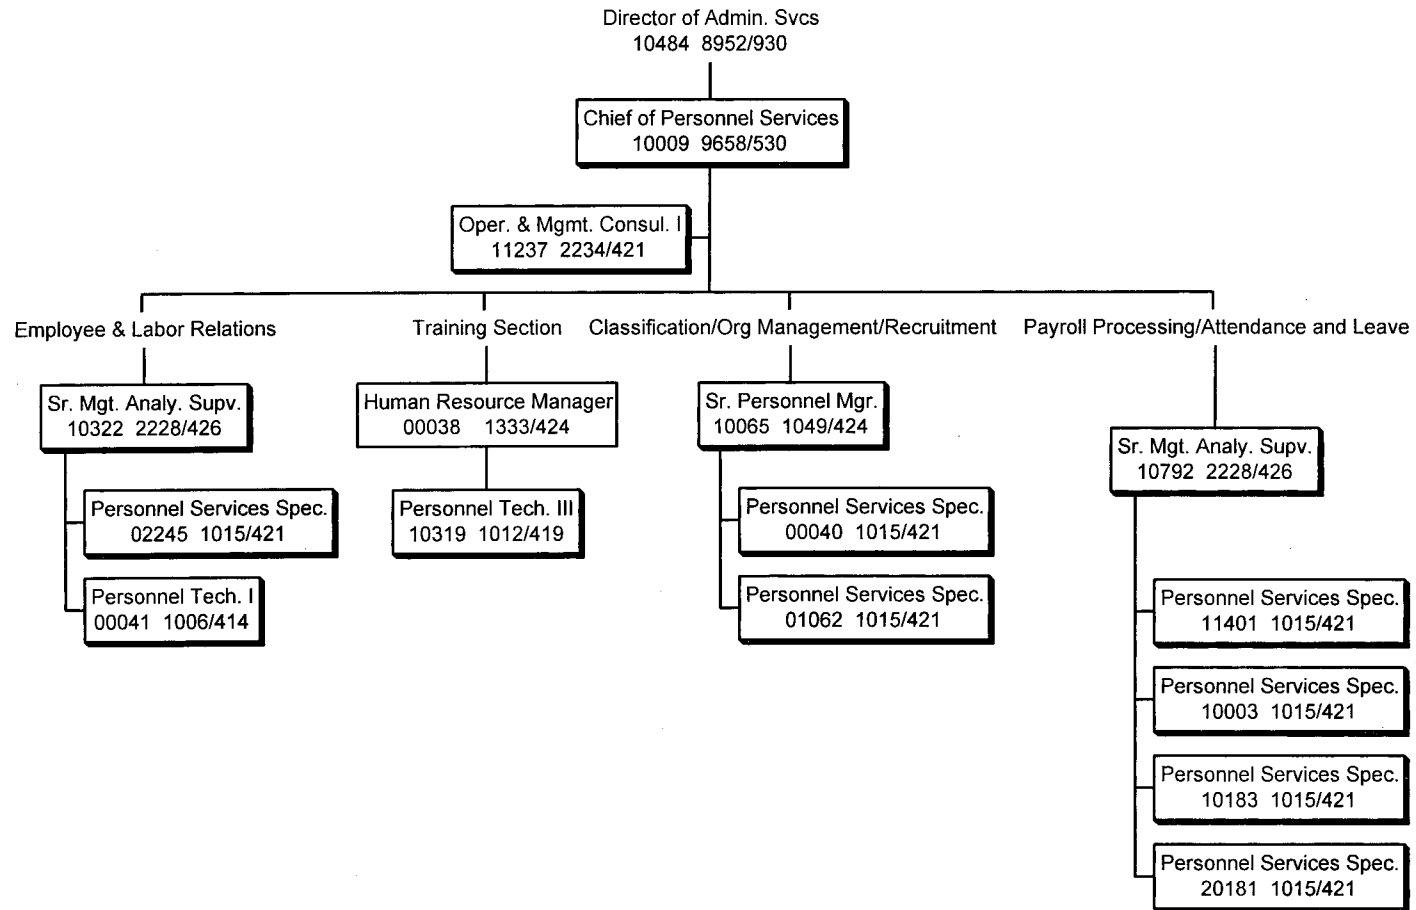 Director of Admin. Svcs
10484 8952/930
Chief of Personnel Services
10009 9658/530
Oper. & Mgmt. Consul. I
11237 2234/421
Employee & Labor Relations
Training Section
Classification/Org Management/Recruitment
Payroll Processing/Attendance and Leave
Sr. Mgt. Analy. Supv.
10322 2228/426
Personnel Services Spec.
02245 1015/421
Personnel Tech. I
00041 1006/414
Human Resource Manager
00038 1333/424
Personnel Tech. III
10319 1012/419
Sr. Personnel Mgr.
10065 1049/424
Personnel Services Spec.
00040 1015/421
Personnel Services Spec.
01062 1015/421
Sr. Mgt. Analy. Supv.
10792 2228/426
Personnel Services Spec.
11401 1015/421
Personnel Services Spec.
10003 1015/421
Personnel Services Spec.
10183 1015/421
Personnel Services Spec.
20181 1015/421